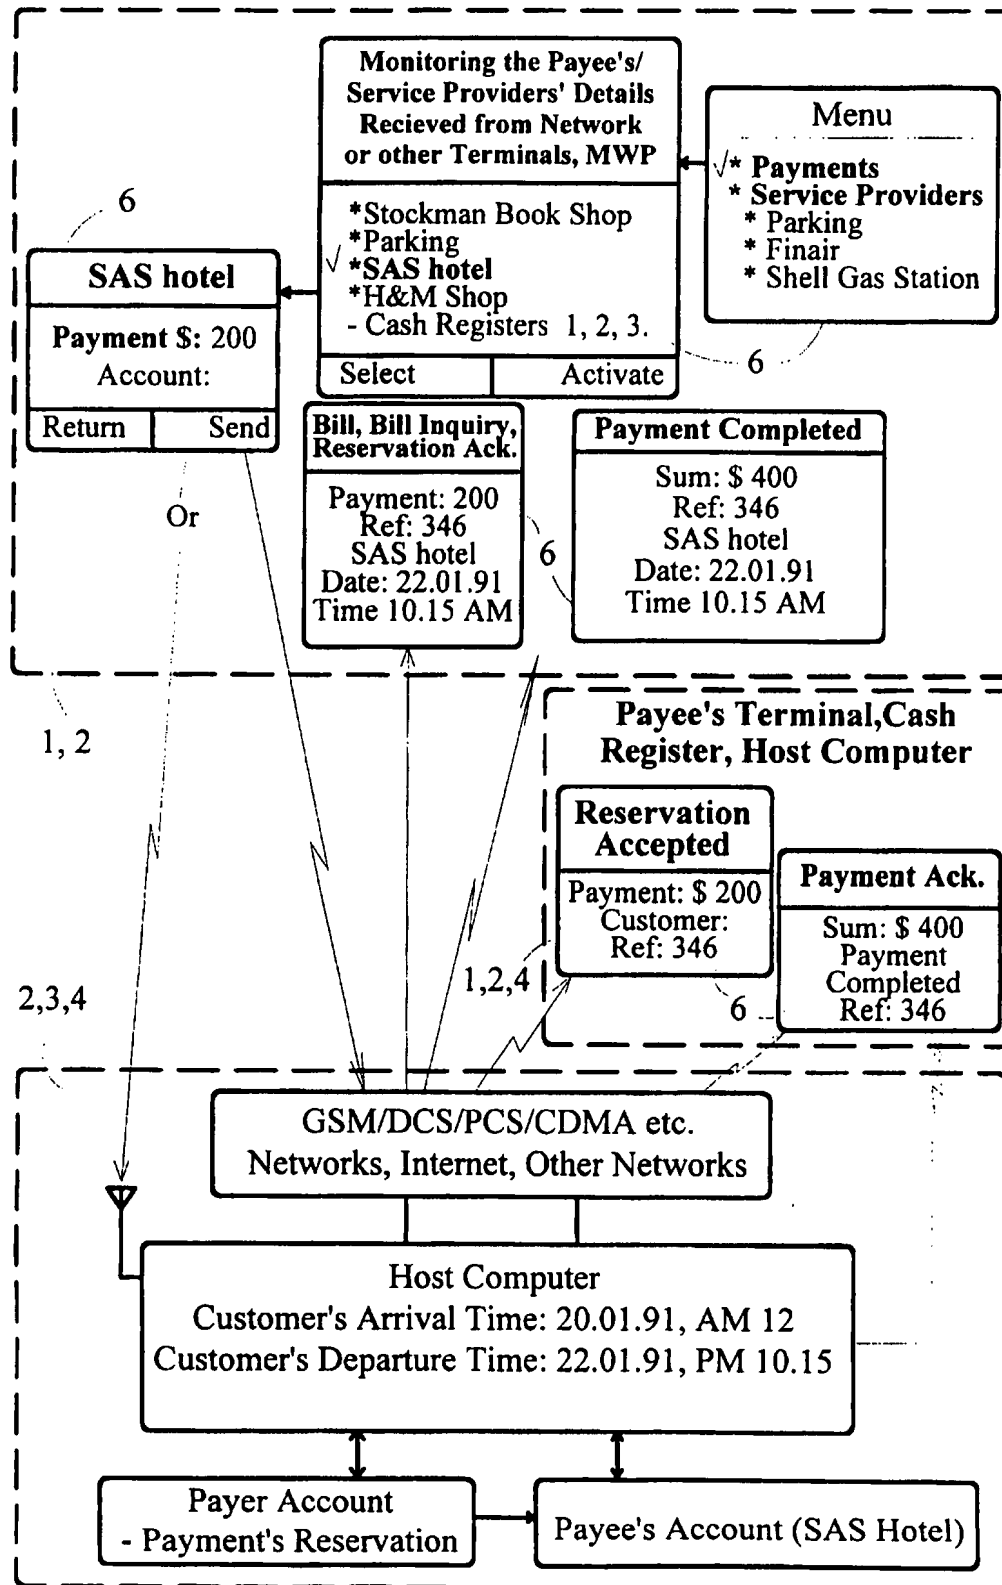 Monitoring the Payee's/
Service Providers' Details
Recieved from Network
or other Terminals, MWP
*Stockman Book Shop
*Parking
√
*SAS hotel
*H&M Shop
- Cash Registers 1, 2, 3.
Select
Activate
Menu
√* Payments
* Service Providers
* Parking
* Finair
* Shell Gas Station
6
6
SAS hotel
Payment $: 200
Account:
Return
Send
Or
Bill, Bill Inquiry,
Reservation Ack.
Payment: 200
Ref: 346
SAS hotel
Date: 22.01.91
Time 10.15 AM
6
Payment Completed
Sum: $ 400
Ref: 346
SAS hotel
Date: 22.01.91
Time 10.15 AM
1, 2
Payee's Terminal,Cash
Register, Host Computer
Reservation
Accepted
Payment: $ 200
Customer:
Ref: 346
Payment Ack.
Sum: $ 400
Payment
Completed
Ref: 346
1,2,4
6
2,3,4
GSM/DCS/PCS/CDMA etc.
Networks, Internet, Other Networks
Host Computer
Customer's Arrival Time: 20.01.91, AM 12
Customer's Departure Time: 22.01.91, PM 10.15
Payer Account
- Payment's Reservation
Payee's Account (SAS Hotel)